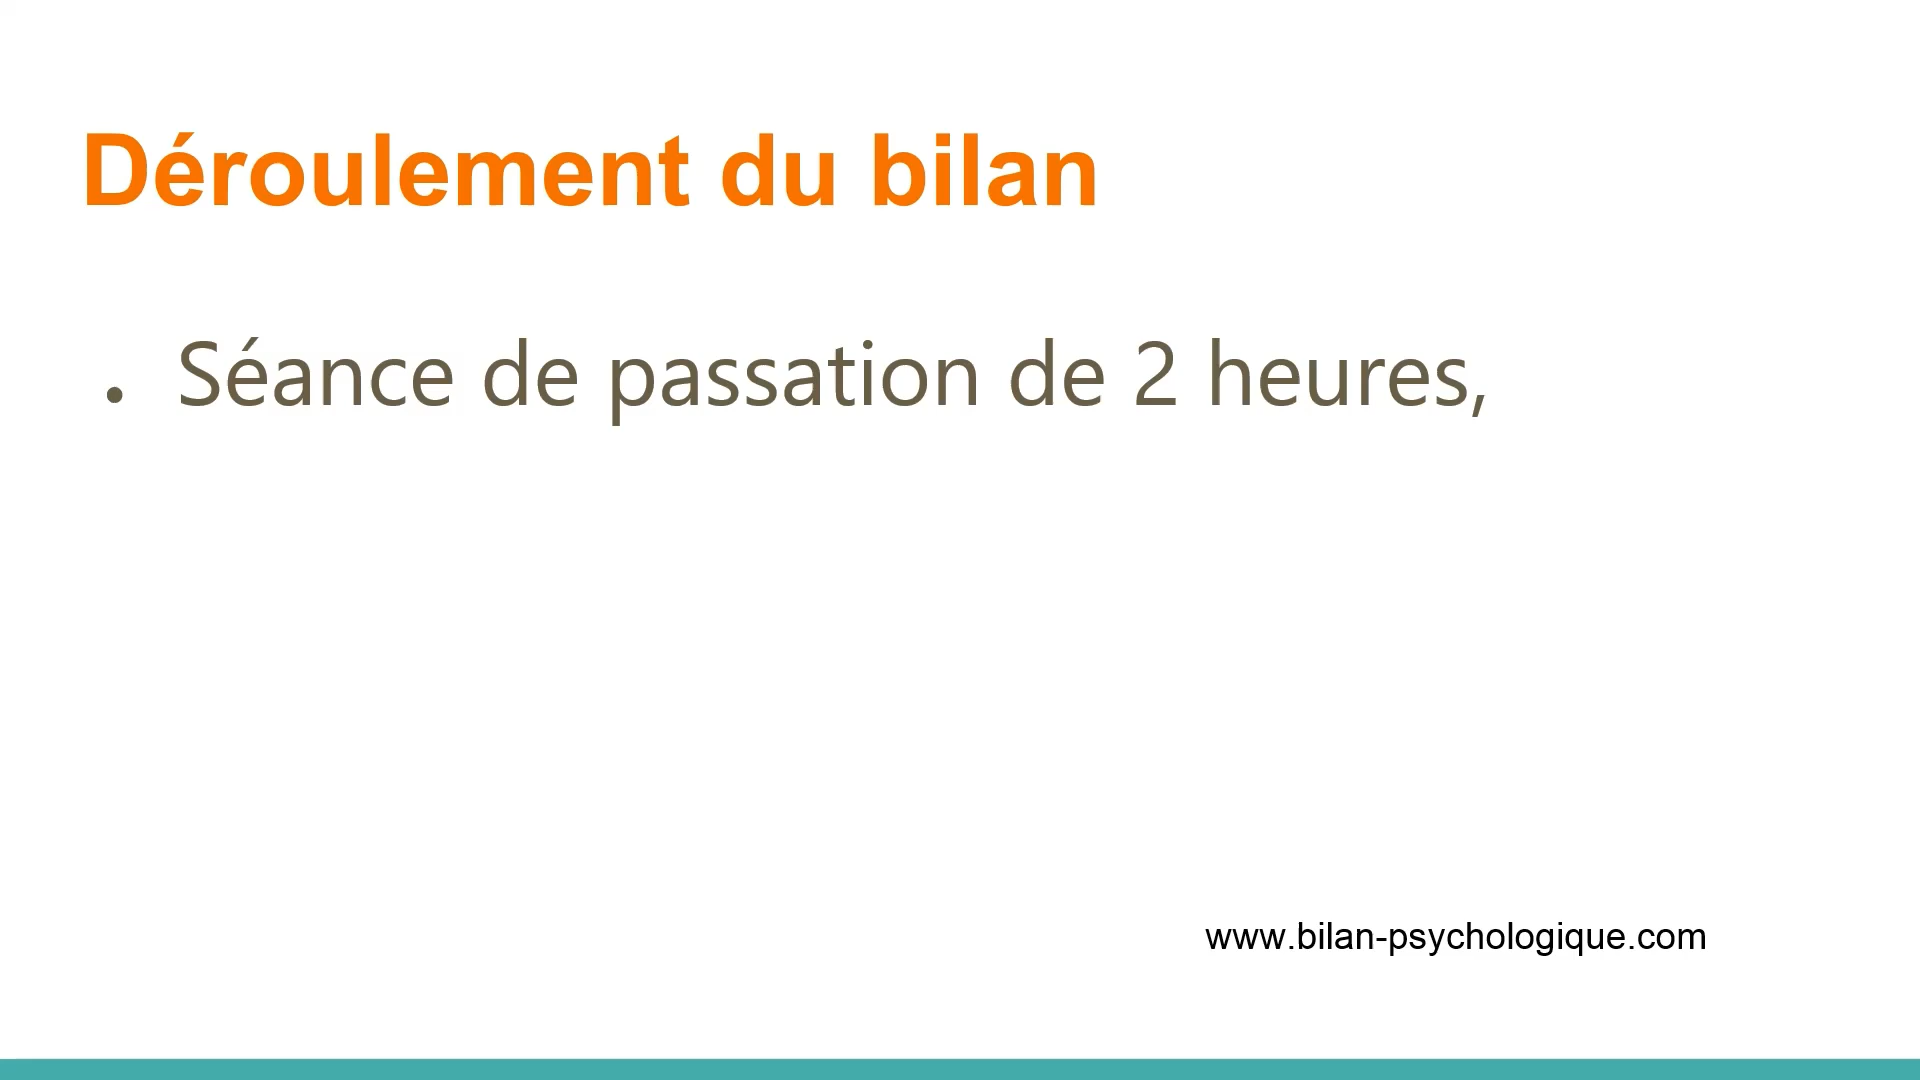 Déroulement du bilan
• Séance de passation de 2 heures,
www.bilan-psychologique.com